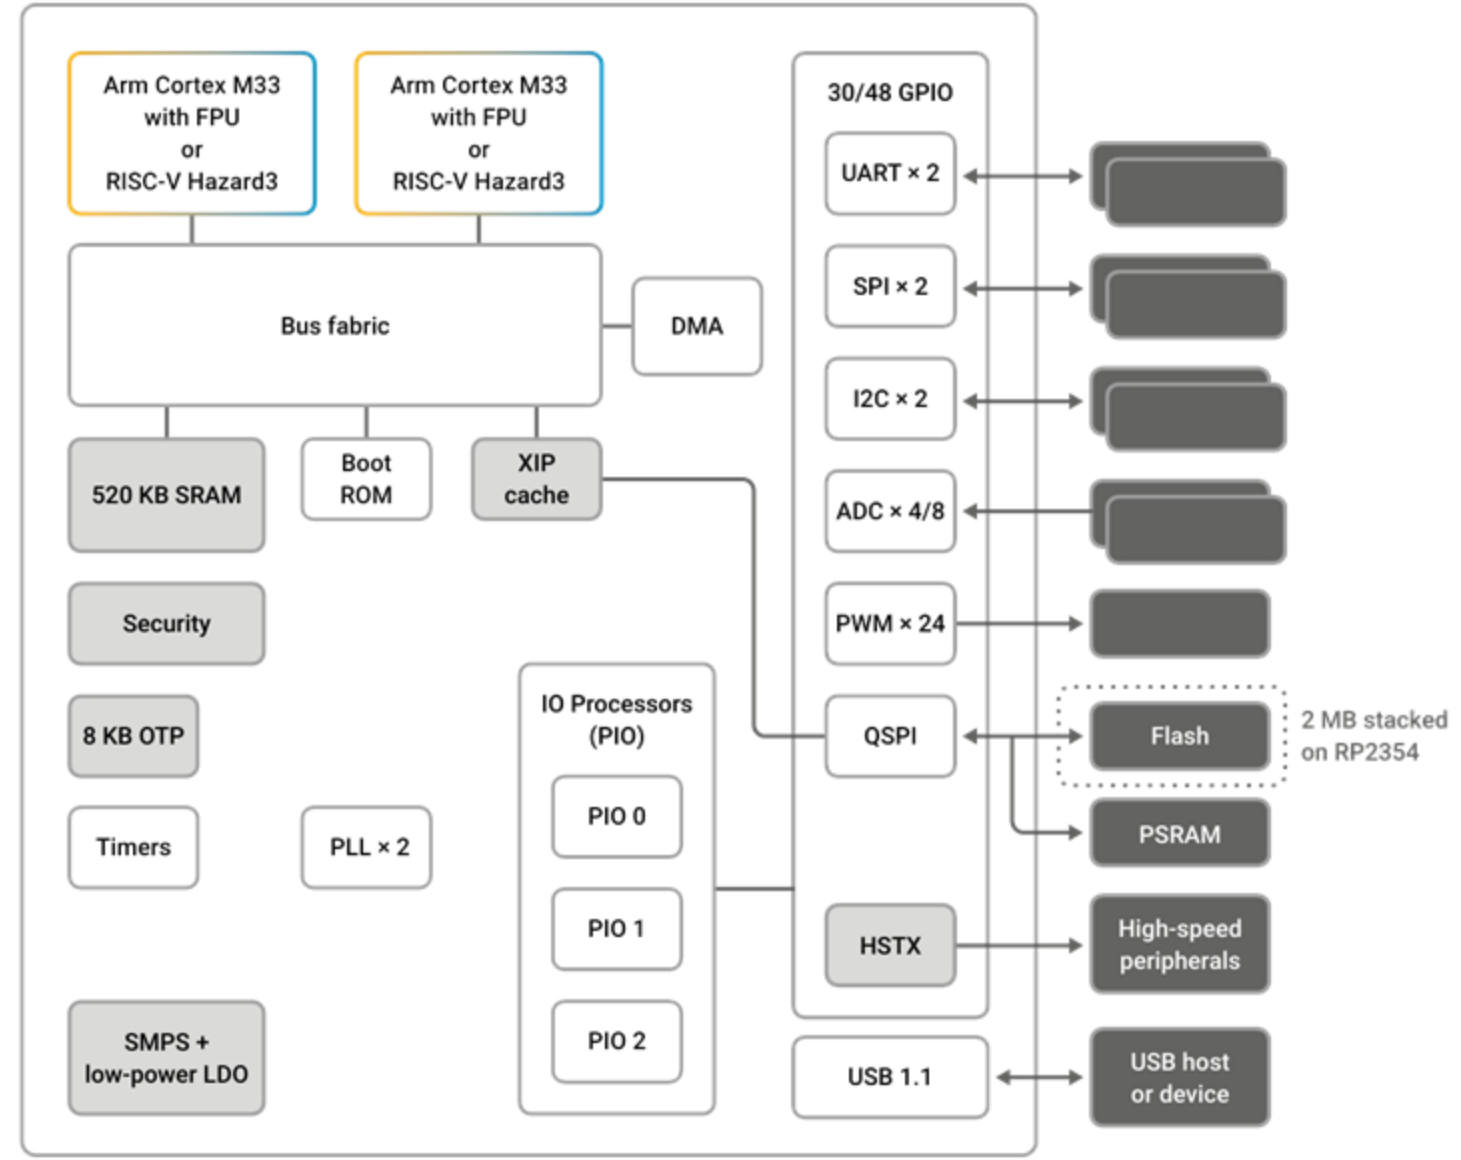 Arm Cortex M33
with FPU
or
RISC-V Hazard3
Arm Cortex M33
with FPU
or
RISC-V Hazard3
Bus fabric
DMA
520 KB SRAM
Boot
ROM
XIP
cache
Security
8 KB OTP
Timers
PLL × 2
SMPS +
low-power LDO
IO Processors
(PIO)
PIO 0
PIO 1
PIO 2
30/48 GPIO
UART × 2
SPI × 2
I2C × 2
ADC × 4/8
PWM × 24
QSPI
HSTX
USB 1.1
Flash
2 MB stacked
on RP2354
PSRAM
High-speed
peripherals
USB host
or device